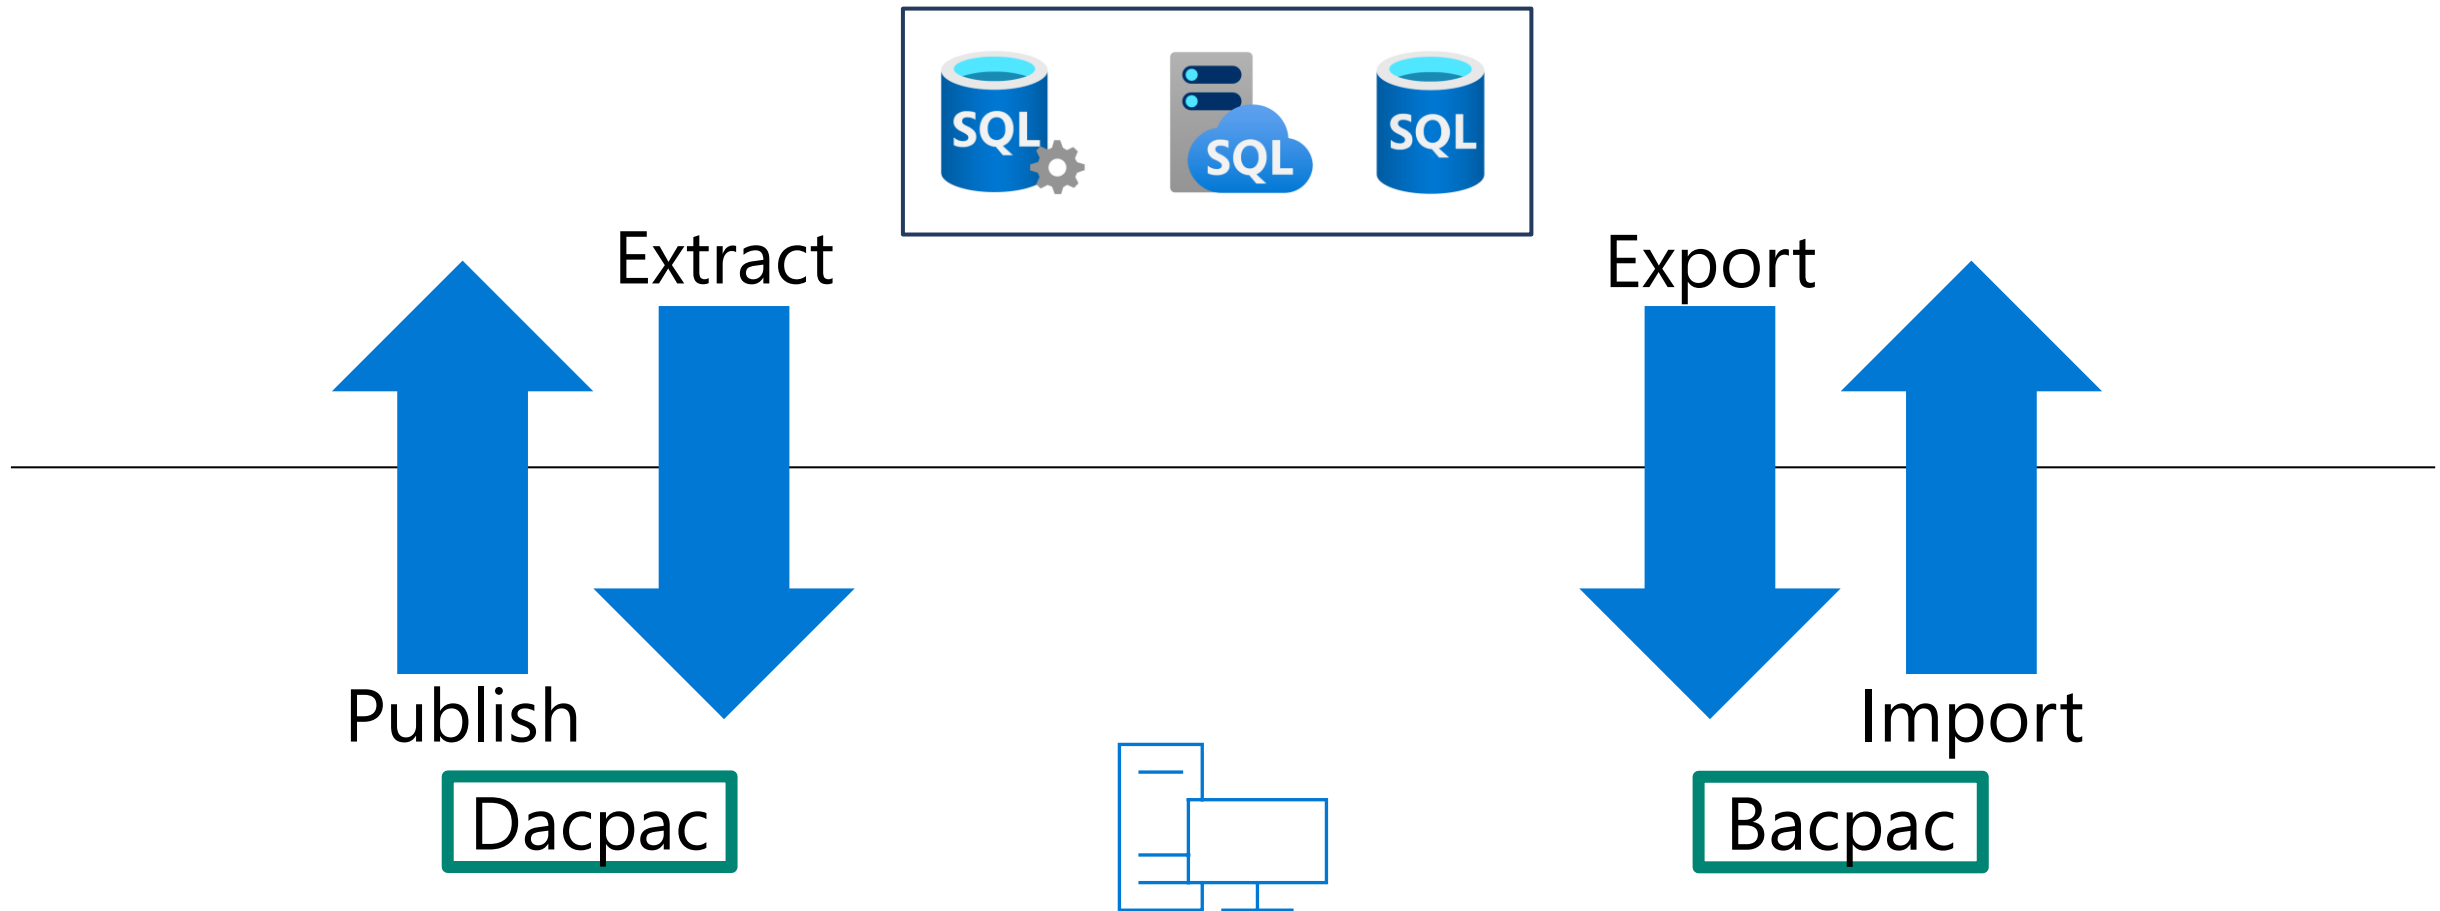 SQL
SQL
SQL
Extract
Export
Publish
Import
Dacpac
Bacpac